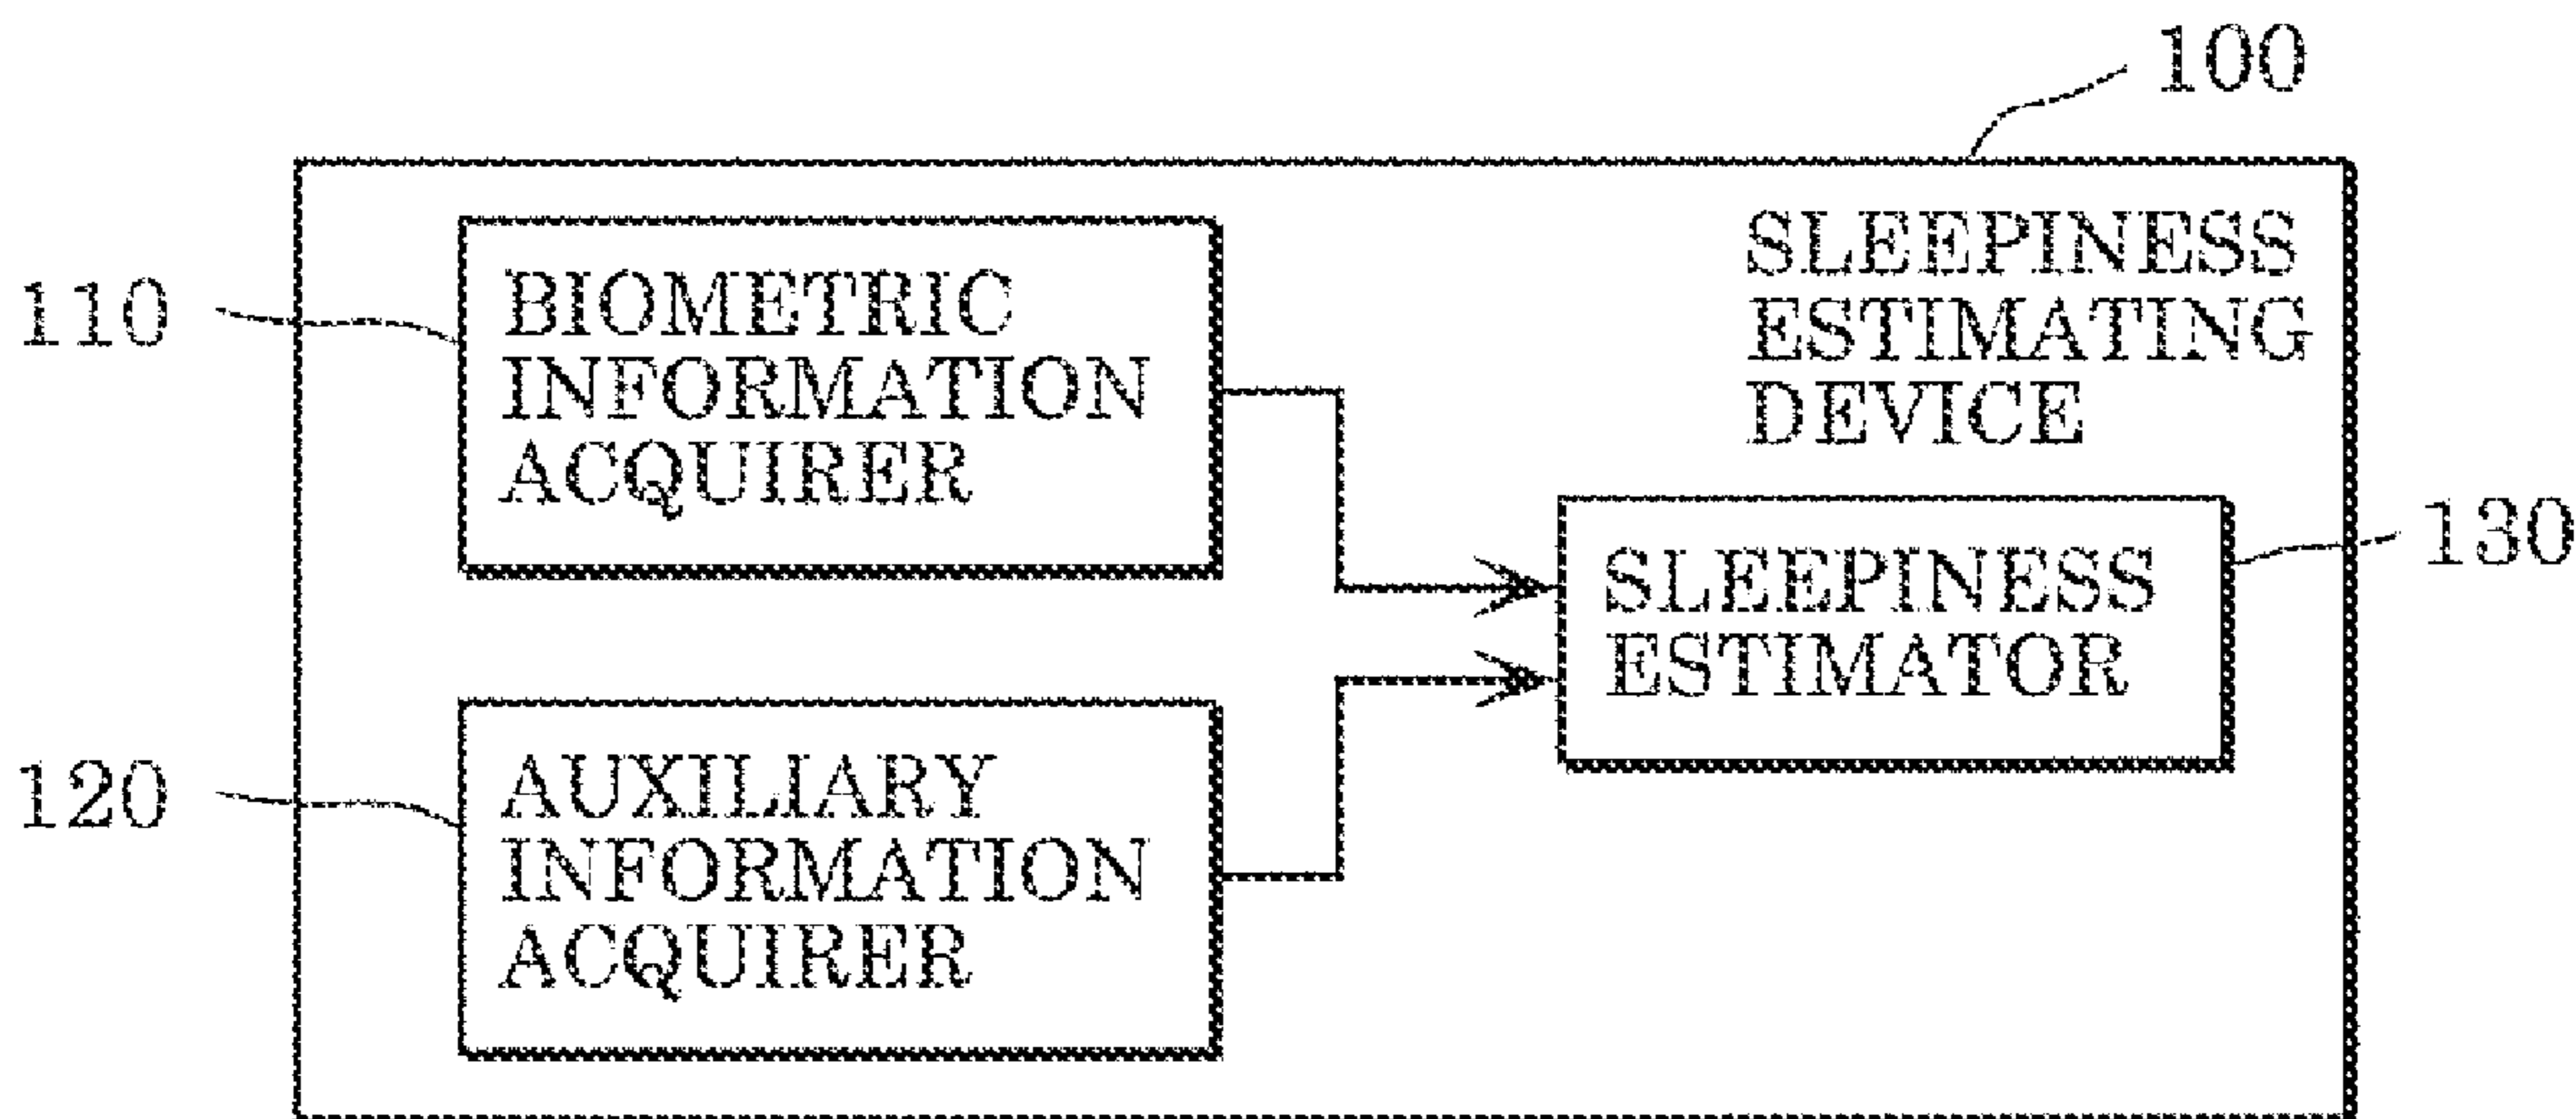 100
SLEEPINESS
ESTIMATING
DEVICE
110
BIOMETRIC
INFORMATION
ACQUIRER
130
SLEEPINESS
ESTIMATOR
120
AUXILIARY
INFORMATION
ACQUIRER